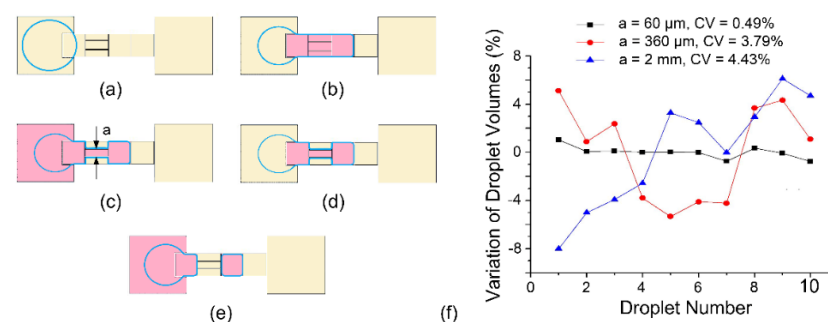 (a)
(b)
a
(c)
(d)
(e)
(f)
a = 60 μm, CV = 0.49%
a = 360 μm, CV = 3.79%
a = 2 mm, CV = 4.43%
Variation of Droplet Volumes (%)
8
4
0
-4
-8
0 2 4 6 8 10
Droplet Number